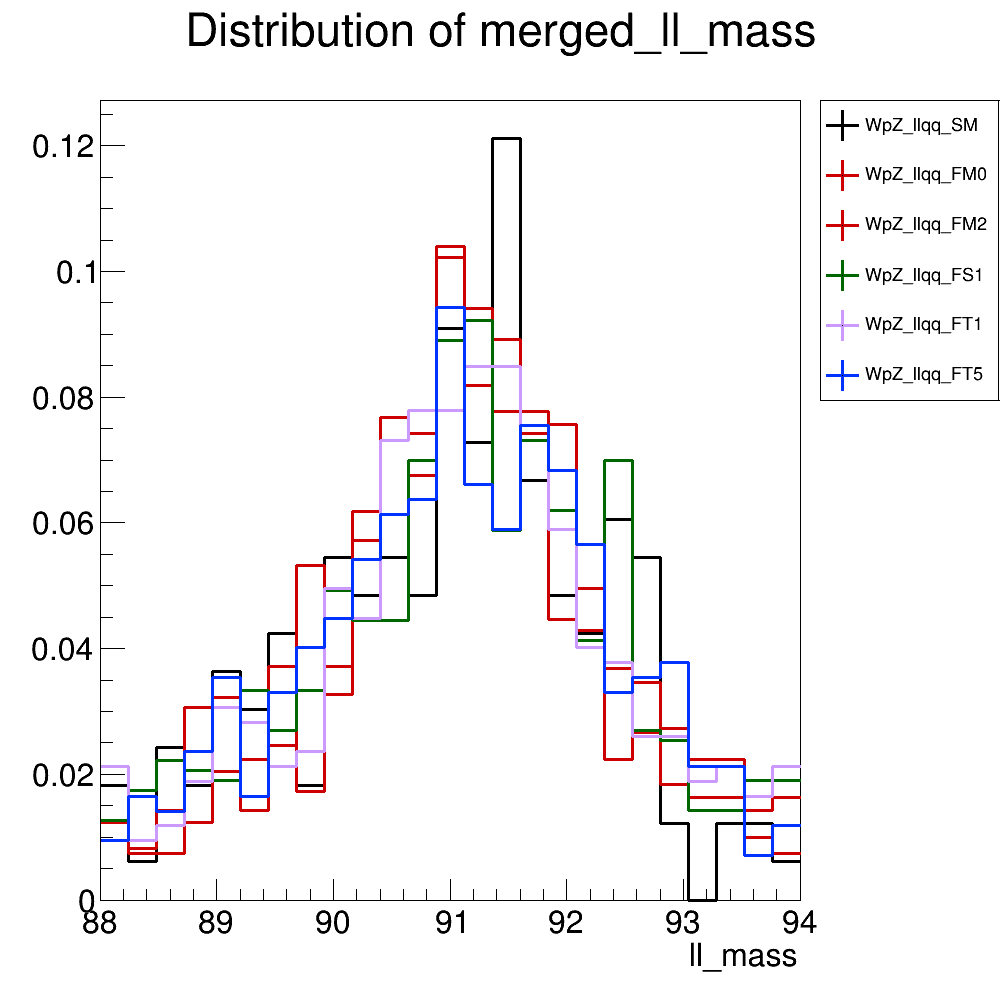 Distribution of merged_ll_mass
0.12
0.1
0.08
0.06
0.04
0.02
0
88 89 90 91 92 93 94
ll_mass
WpZ_llqq_SM
WpZ_llqq_FM0
WpZ_llqq_FM2
WpZ_llqq_FS1
WpZ_llqq_FT1
WpZ_llqq_FT5